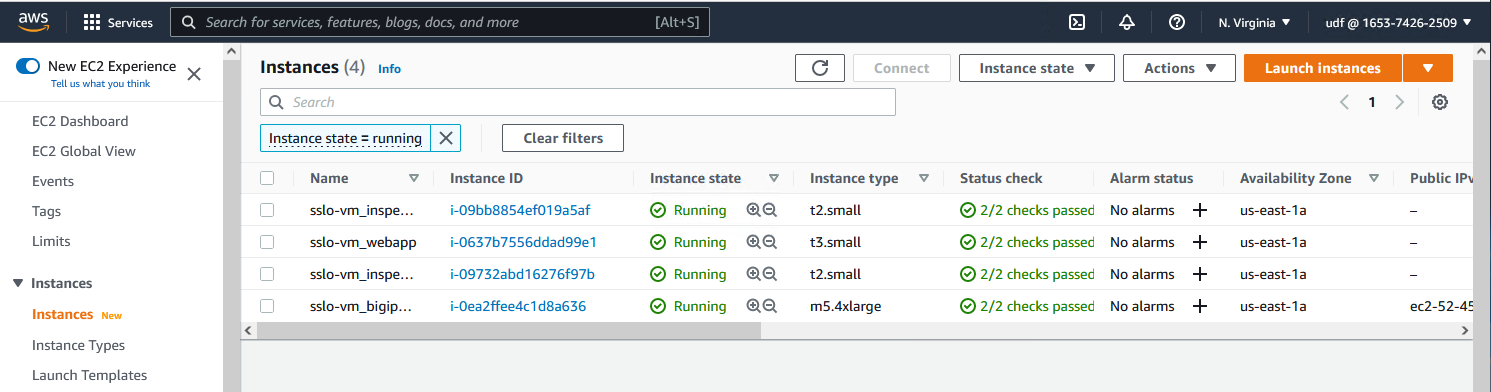 aws Services Search for services, features, blogs, docs, and more [Alt+S] N. Virginia udf @ 1653-7426-2509
New EC2 Experience
Tell us what you think
EC2 Dashboard
EC2 Global View
Events
Tags
Limits
Instances
Instances New
Instance Types
Launch Templates
Instances (4) Info Connect Instance state Actions Launch instances
Search 1
Instance state = running Clear filters
Name Instance ID Instance state Instance type Status check Alarm status Availability Zone Public IPv
sslo-vm_inspe... i-09bb8854ef019a5af Running t2.small 2/2 checks passed No alarms + us-east-1a –
sslo-vm_webapp i-0637b7556ddad99e1 Running t3.small 2/2 checks passed No alarms + us-east-1a –
sslo-vm_inspe... i-09732abd16276f97b Running t2.small 2/2 checks passed No alarms + us-east-1a –
sslo-vm_bigip... i-0ea2ffee4c1d8a636 Running m5.4xlarge 2/2 checks passed No alarms + us-east-1a ec2-52-45